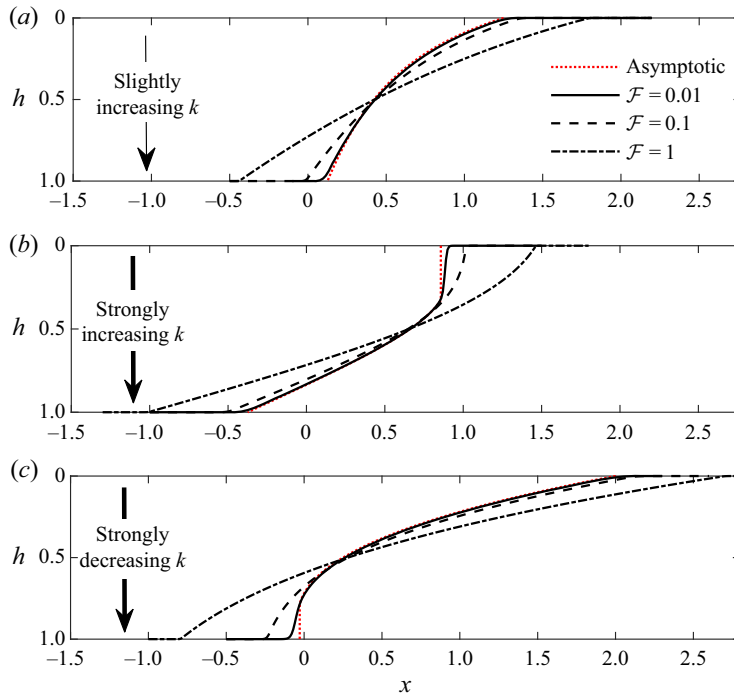 (a)
0
0.5
1.0
h
Slightly
increasing k
Asymptotic
ℱ = 0.01
ℱ = 0.1
ℱ = 1
–1.5 –1.0 –0.5 0 0.5 1.0 1.5 2.0 2.5
(b)
0
0.5
1.0
h
Strongly
increasing k
–1.5 –1.0 –0.5 0 0.5 1.0 1.5 2.0 2.5
(c)
0
0.5
1.0
h
Strongly
decreasing k
–1.5 –1.0 –0.5 0 0.5 1.0 1.5 2.0 2.5
x